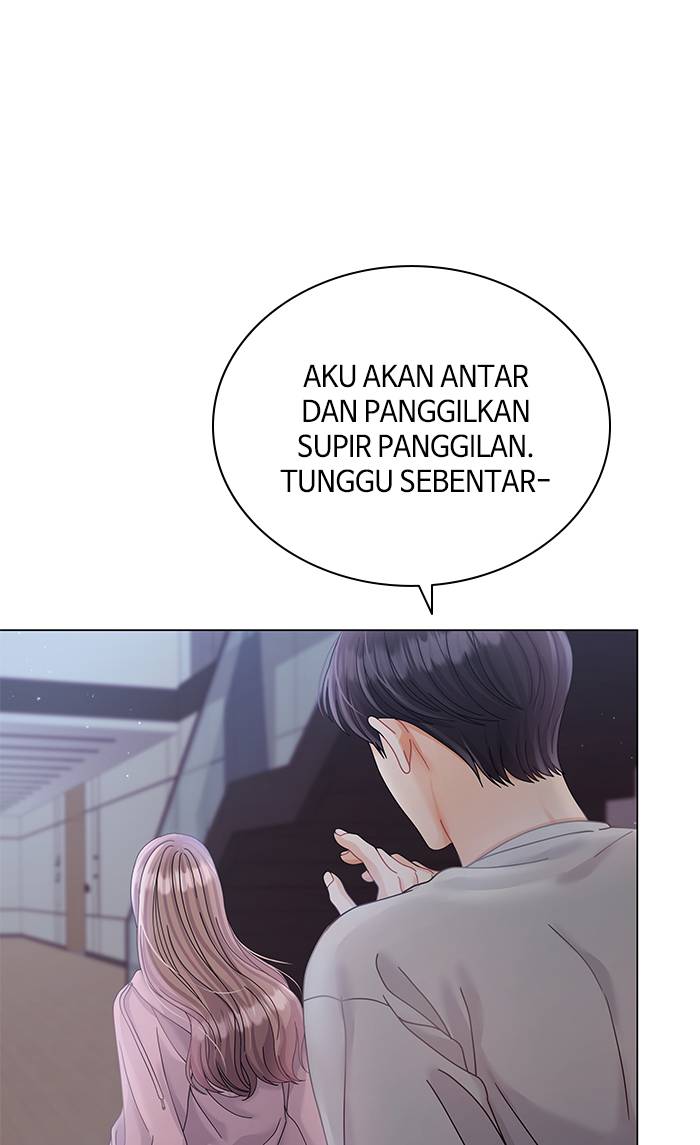 AKU AKAN ANTAR
DAN PANGGILKAN
SUPIR PANGGILAN.
TUNGGU SEBENTAR-